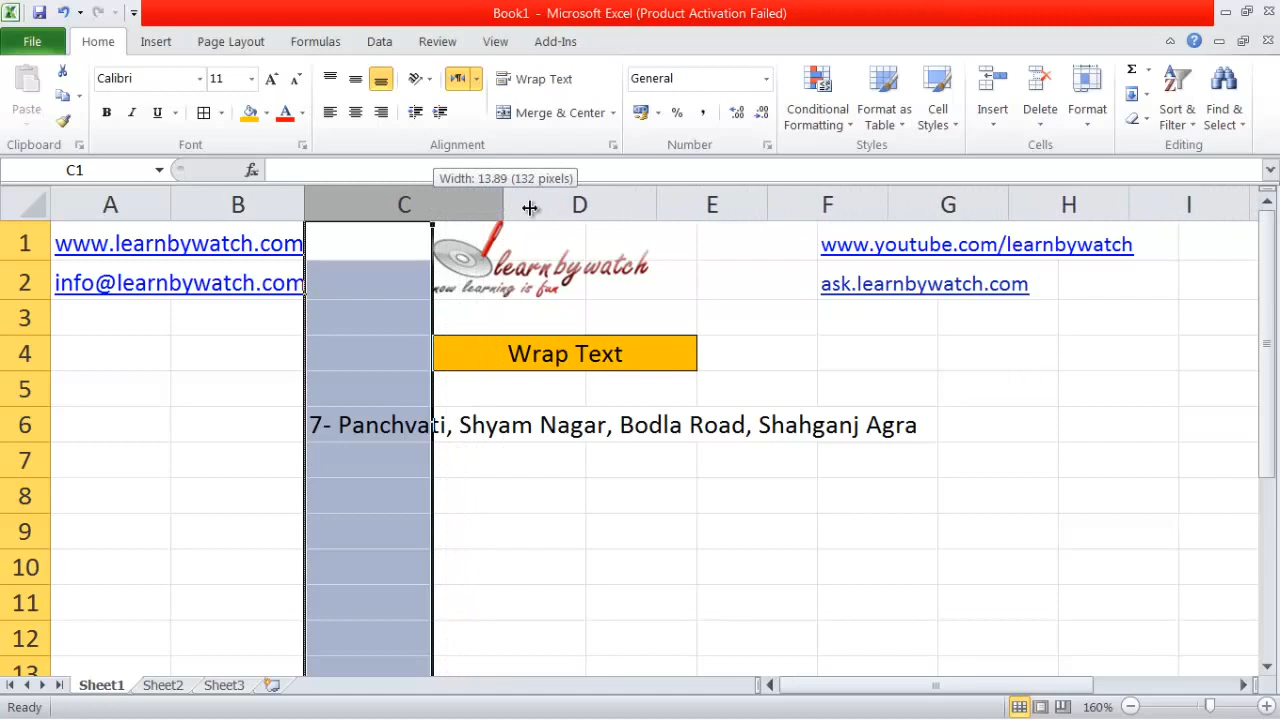 Book1 - Microsoft Excel (Product Activation Failed)
File Home Insert Page Layout Formulas Data Review View Add-Ins
Calibri 11 Wrap Text General
Paste B I U A Merge & Center % , Conditional Formatting Format as Table Cell Styles Insert Delete Format Σ Sort & Filter Find & Select
Clipboard Font Alignment Number Styles Cells Editing
C1 fx
Width: 13.89 (132 pixels)
A B C D E F G H I
1 www.learnbywatch.com learnbywatch www.youtube.com/learnbywatch
2 info@learnbywatch.com now learning is fun ask.learnbywatch.com
3
4 Wrap Text
5
6 7- Panchvati, Shyam Nagar, Bodla Road, Shahganj Agra
7
8
9
10
11
12
13
Sheet1 Sheet2 Sheet3
Ready 160%